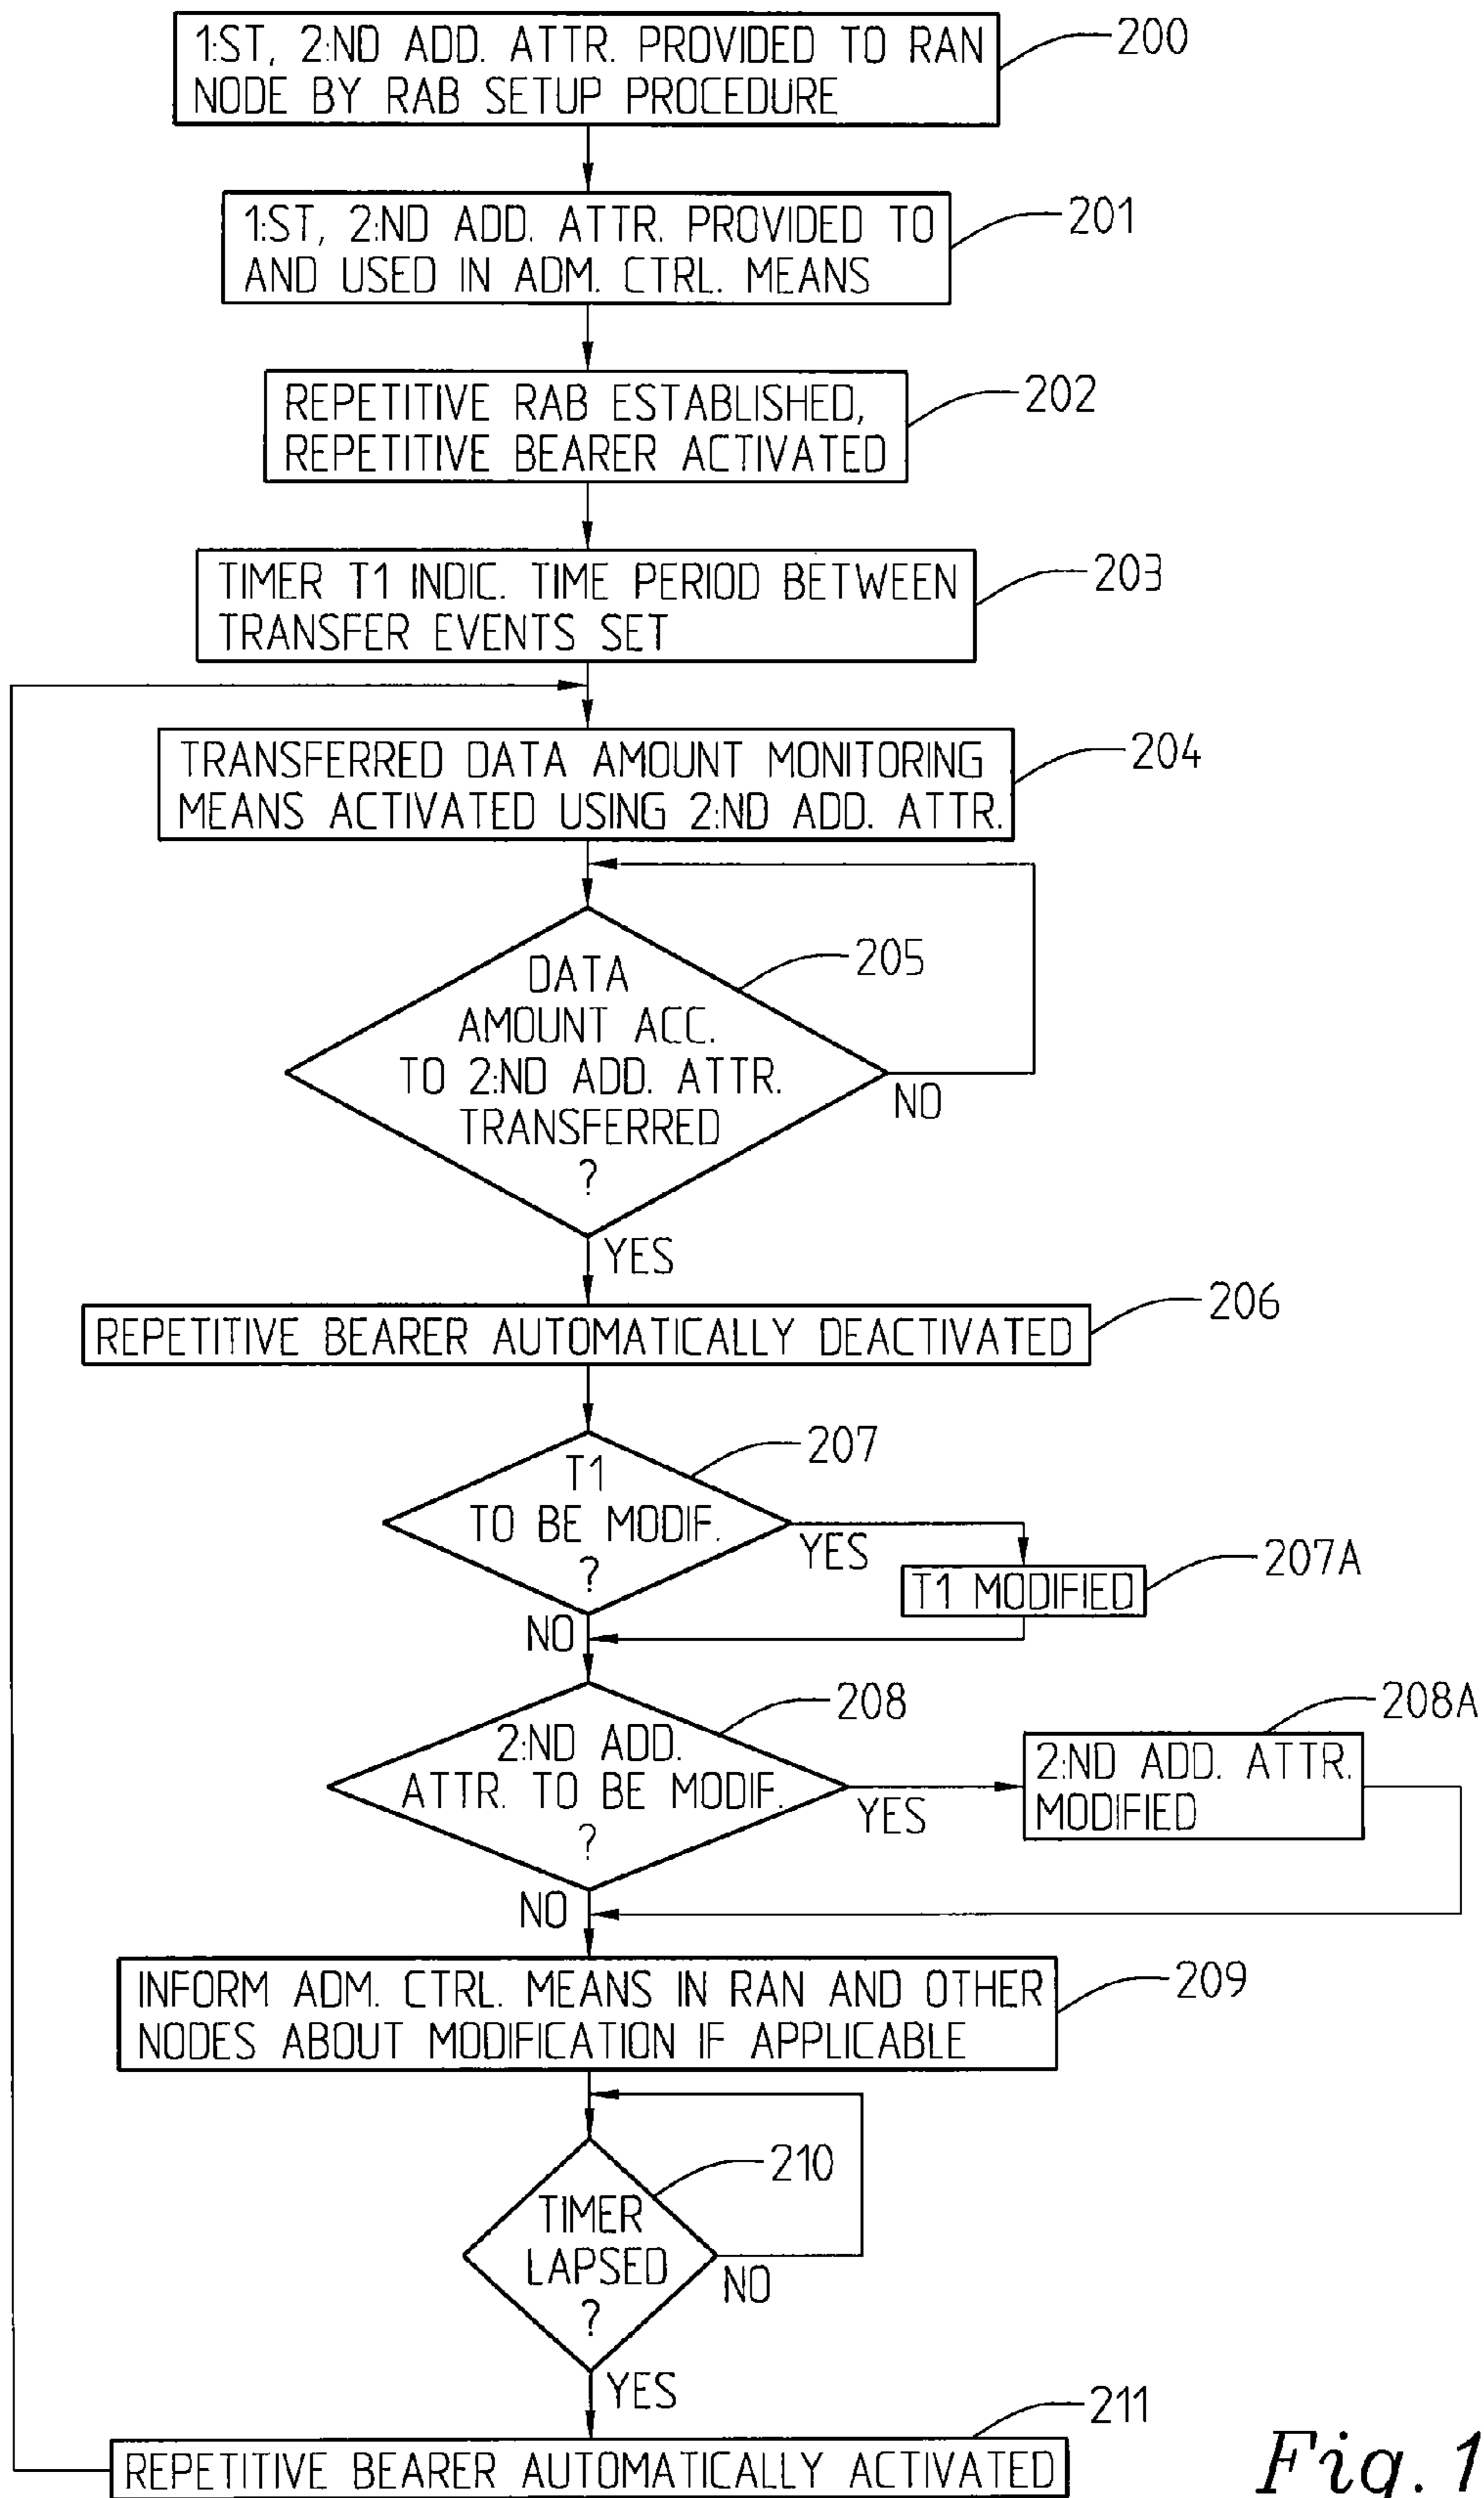 1:ST, 2:ND ADD. ATTR. PROVIDED TO RAN
NODE BY RAB SETUP PROCEDURE
200
1:ST, 2:ND ADD. ATTR. PROVIDED TO
AND USED IN ADM. CTRL. MEANS
201
REPETITIVE RAB ESTABLISHED,
REPETITIVE BEARER ACTIVATED
202
TIMER T1 INDIC. TIME PERIOD BETWEEN
TRANSFER EVENTS SET
203
TRANSFERRED DATA AMOUNT MONITORING
MEANS ACTIVATED USING 2:ND ADD. ATTR.
204
DATA
AMOUNT ACC.
TO 2:ND ADD. ATTR.
TRANSFERRED
?
205
NO
YES
REPETITIVE BEARER AUTOMATICALLY DEACTIVATED
206
T1
TO BE MODIF.
?
207
YES
T1 MODIFIED
207A
NO
2:ND ADD.
ATTR. TO BE MODIF.
?
208
YES
2:ND ADD. ATTR.
MODIFIED
208A
NO
INFORM ADM. CTRL. MEANS IN RAN AND OTHER
NODES ABOUT MODIFICATION IF APPLICABLE
209
TIMER
LAPSED
?
210
NO
YES
REPETITIVE BEARER AUTOMATICALLY ACTIVATED
211
Fig. 1